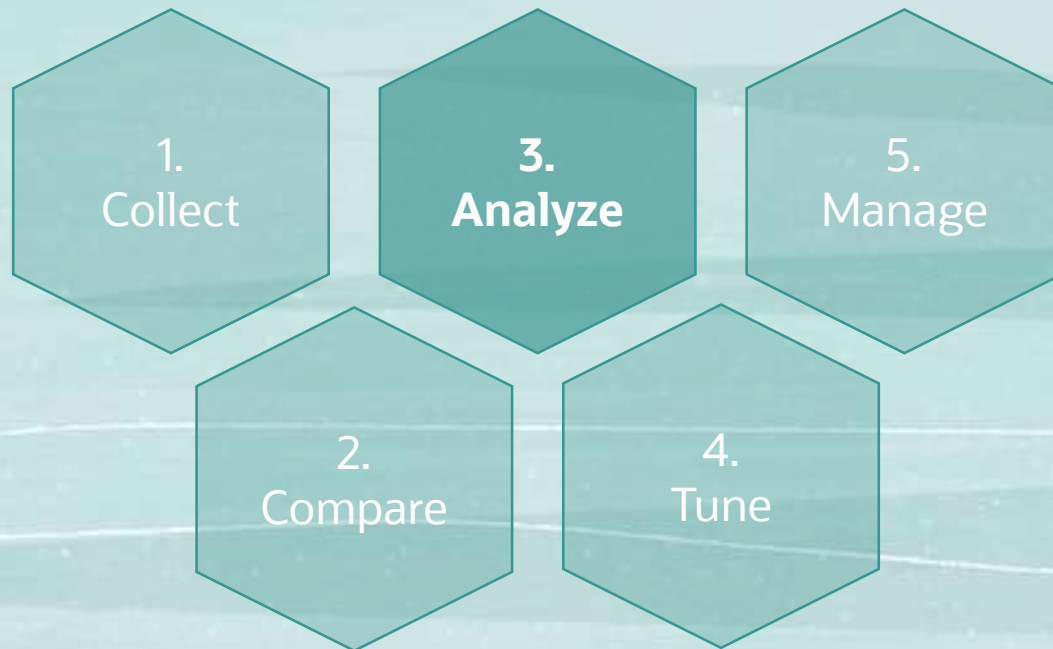 1.
Collect
2.
Compare
3.
Analyze
4.
Tune
5.
Manage